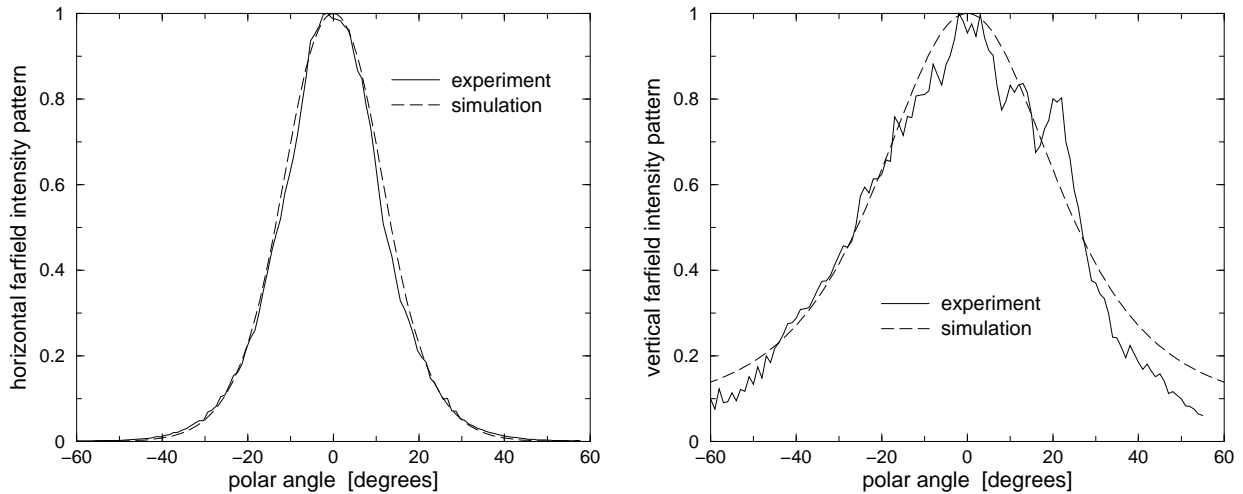 1
0.8
0.6
0.4
0.2
0
horizontal farfield intensity pattern
experiment
simulation
−60 −40 −20 0 20 40 60
polar angle [degrees]
1
0.8
0.6
0.4
0.2
0
vertical farfield intensity pattern
experiment
simulation
−60 −40 −20 0 20 40 60
polar angle [degrees]